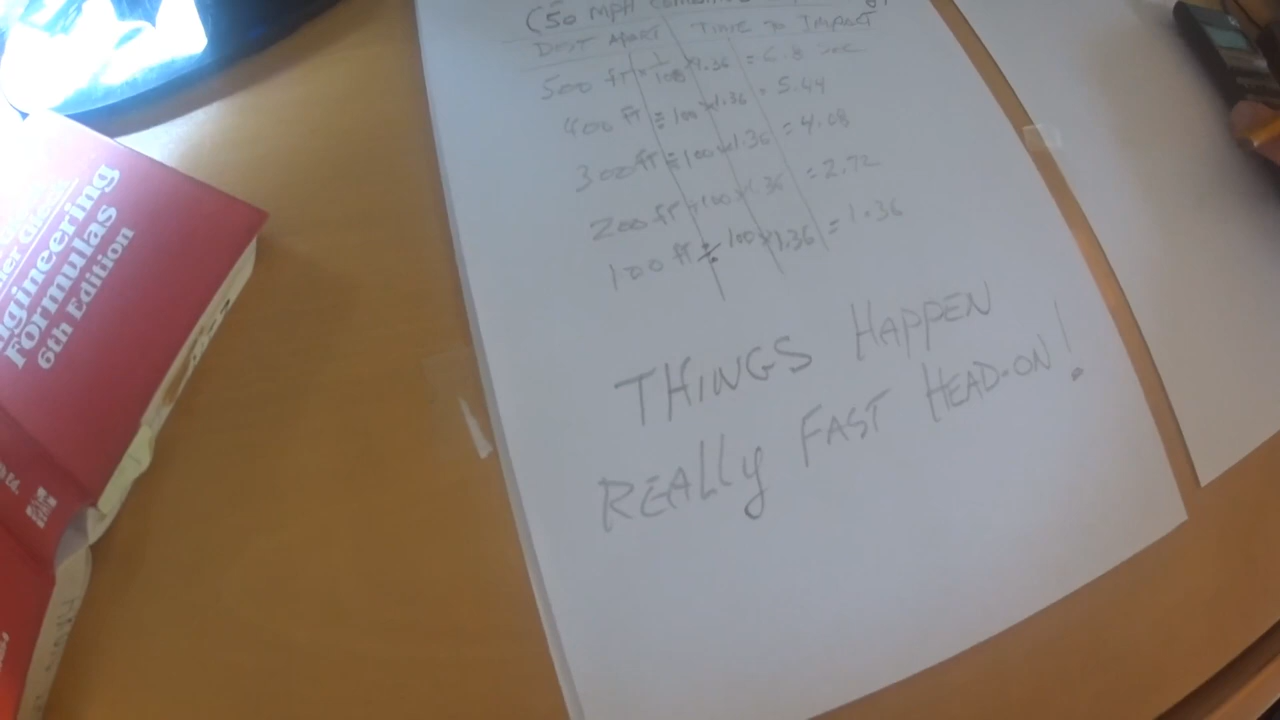 (50 MPH COMBINED
DIST APART TIME TO IMPACT
500 ft ÷ 100 × 1.36 = 6.8 sec
400 ft ÷ 100 × 1.36 = 5.44
300 ft ÷ 100 × 1.36 = 4.08
200 ft ÷ 100 × 1.36 = 2.72
100 ft ÷ 100 × 1.36 = 1.36
THINGS HAPPEN
REALLy FAST HEAD-ON!
Engineering
Formulas
6th Edition